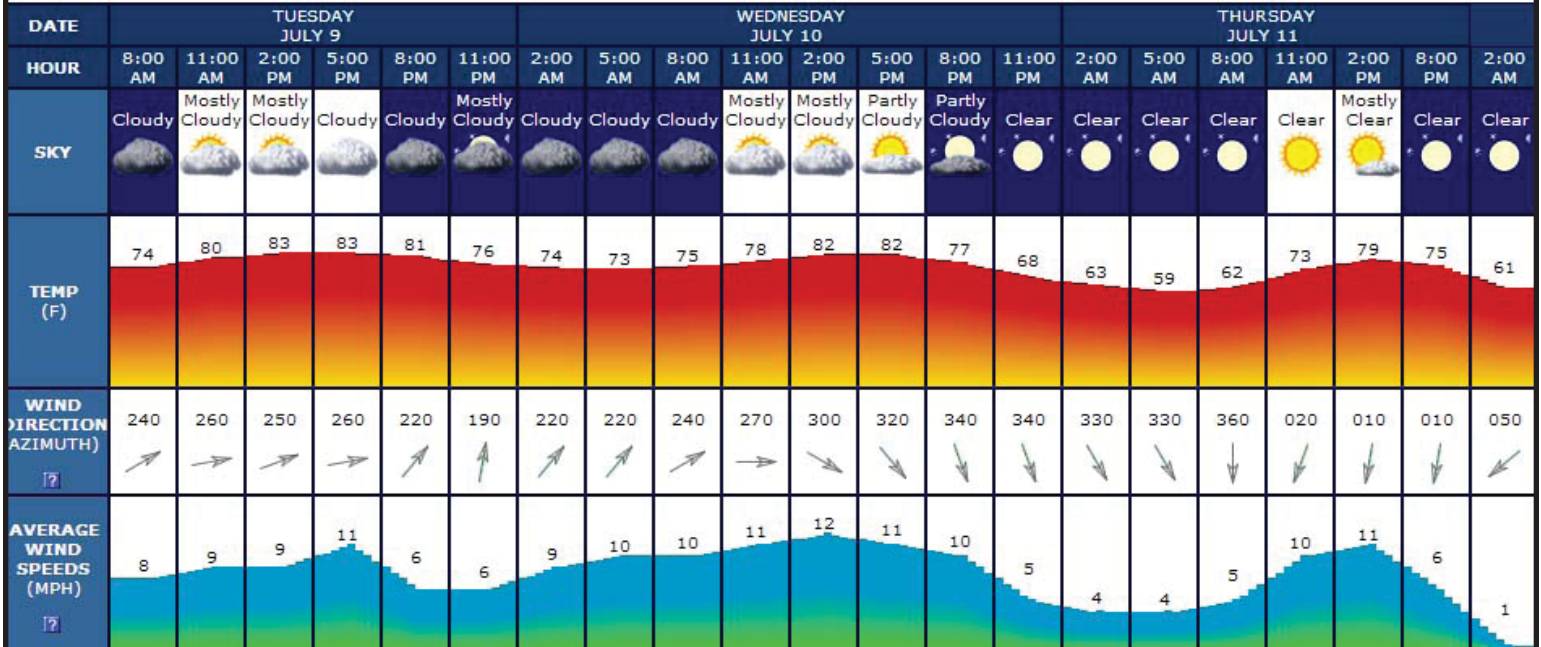 DATE
TUESDAY
JULY 9
WEDNESDAY
JULY 10
THURSDAY
JULY 11
HOUR
8:00 AM 11:00 AM 2:00 PM 5:00 PM 8:00 PM 11:00 PM 2:00 AM 5:00 AM 8:00 AM 11:00 AM 2:00 PM 5:00 PM 8:00 PM 11:00 PM 2:00 AM 5:00 AM 8:00 AM 11:00 AM 2:00 PM 8:00 PM 2:00 AM
SKY
Cloudy Mostly Cloudy Mostly Cloudy Cloudy Cloudy Mostly Cloudy Cloudy Cloudy Cloudy Mostly Cloudy Mostly Cloudy Partly Cloudy Partly Cloudy Clear Clear Clear Clear Clear Mostly Clear Clear Clear
TEMP
(F)
74 80 83 83 81 76 74 73 75 78 82 82 77 68 63 59 62 73 79 75 61
WIND
DIRECTION
AZIMUTH)
?
240 260 250 260 220 190 220 220 240 270 300 320 340 340 330 330 360 020 010 010 050
AVERAGE
WIND
SPEEDS
(MPH)
?
8 9 9 11 6 6 9 10 10 11 12 11 10 5 4 4 5 10 11 6 1